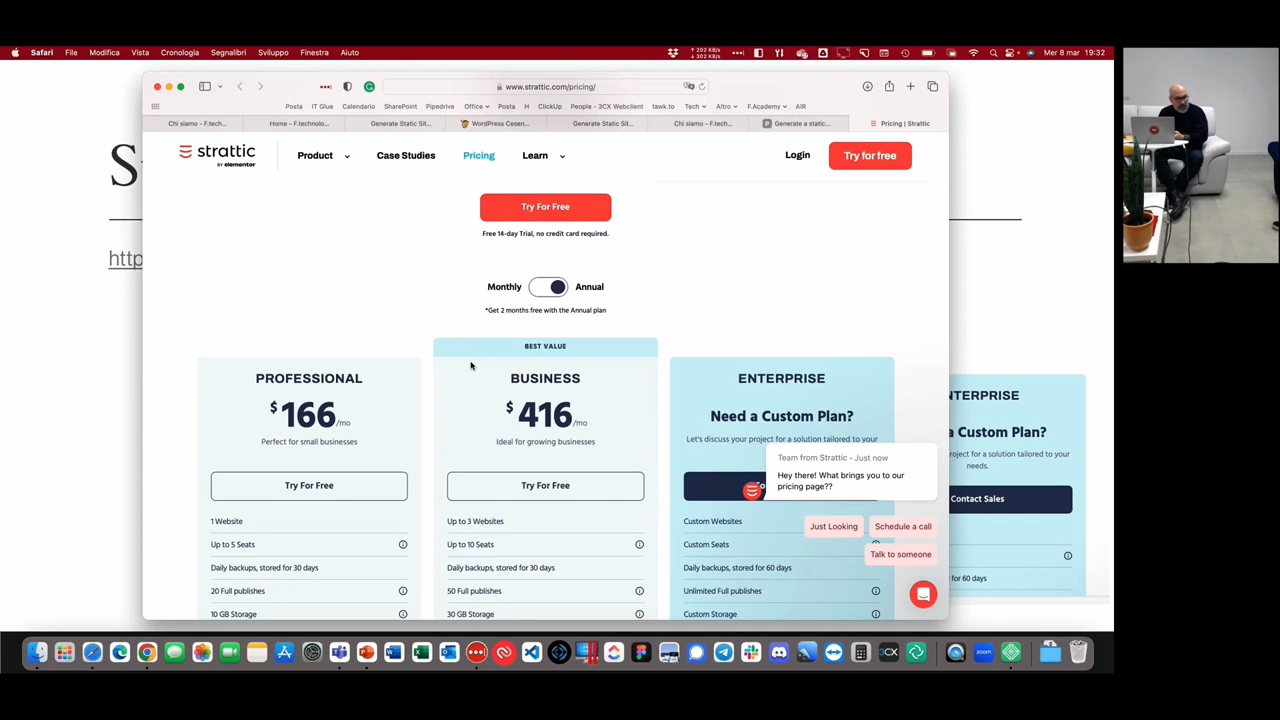 Safari File Modifica Vista Cronologia Segnalibri Sviluppo Finestra Aiuto
Mer 8 mar 19:32
www.strattic.com/pricing/
Posta IT Glue Calendario SharePoint Pipedrive Office Posta H ClickUp People - 3CX Webclient tawk.to Tech Altro F.Academy AIR
Chi siamo - F.tech... Home - F.technolo... Generate Static Sit... WordPress Cesen... Generate Static Sit... Chi siamo - F.tech... Generate a static... Pricing | Strattic
strattic
BY elementor
Product Case Studies Pricing Learn Login Try for free
S
http
Try For Free
Free 14-day Trial, no credit card required.
Monthly Annual
*Get 2 months free with the Annual plan
BEST VALUE
PROFESSIONAL
$166/mo
Perfect for small businesses
Try For Free
1 Website
Up to 5 Seats
Daily backups, stored for 30 days
20 Full publishes
10 GB Storage
BUSINESS
$416/mo
Ideal for growing businesses
Try For Free
Up to 3 Websites
Up to 10 Seats
Daily backups, stored for 30 days
50 Full publishes
30 GB Storage
ENTERPRISE
Need a Custom Plan?
Let's discuss your project for a solution tailored to your
Custom Websites
Custom Seats
Daily backups, stored for 60 days
Unlimited Full publishes
Custom Storage
Team from Strattic • Just now
Hey there! What brings you to our
pricing page??
Just Looking
Schedule a call
Talk to someone
NTERPRISE
a Custom Plan?
roject for a solution tailored to your
needs.
Contact Sales
d for 60 days